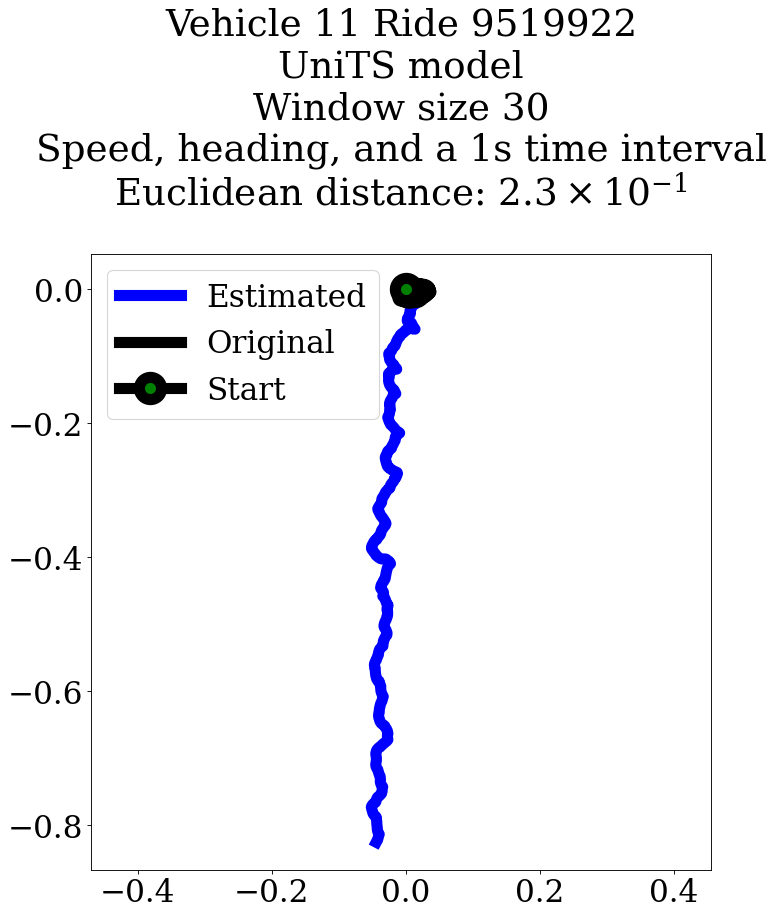 Vehicle 11 Ride 9519922
UniTS model
Window size 30
Speed, heading, and a 1s time interval
Euclidean distance: 2.3 × 10⁻¹
Estimated
Original
Start
0.0
−0.2
−0.4
−0.6
−0.8
−0.4 −0.2 0.0 0.2 0.4